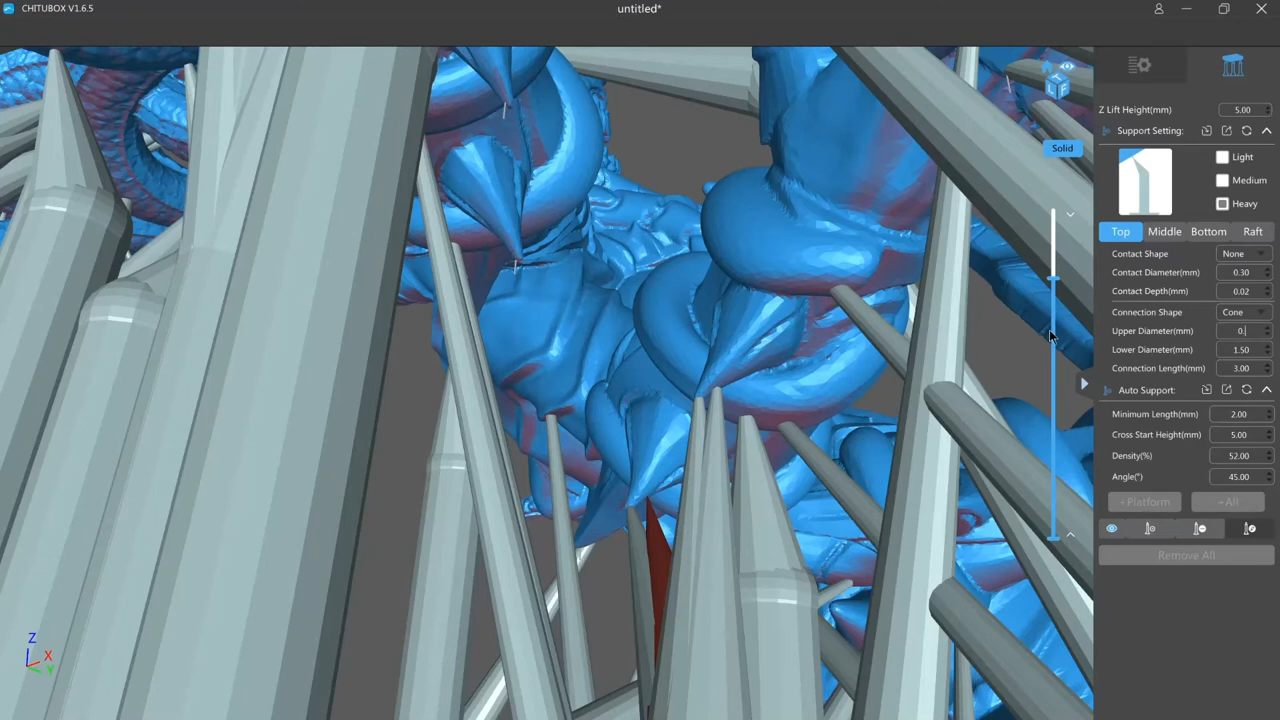 CHITUBOX V1.6.5
untitled*
Z Lift Height(mm) 5.00
Support Setting:
Solid
Light
Medium
Heavy
Top Middle Bottom Raft
Contact Shape None
Contact Diameter(mm) 0.30
Contact Depth(mm) 0.02
Connection Shape Cone
Upper Diameter(mm) 0.
Lower Diameter(mm) 1.50
Connection Length(mm) 3.00
Auto Support:
Minimum Length(mm) 2.00
Cross Start Height(mm) 5.00
Density(%) 52.00
Angle(°) 45.00
+Platform +All
Remove All
Z
X
Y
L F